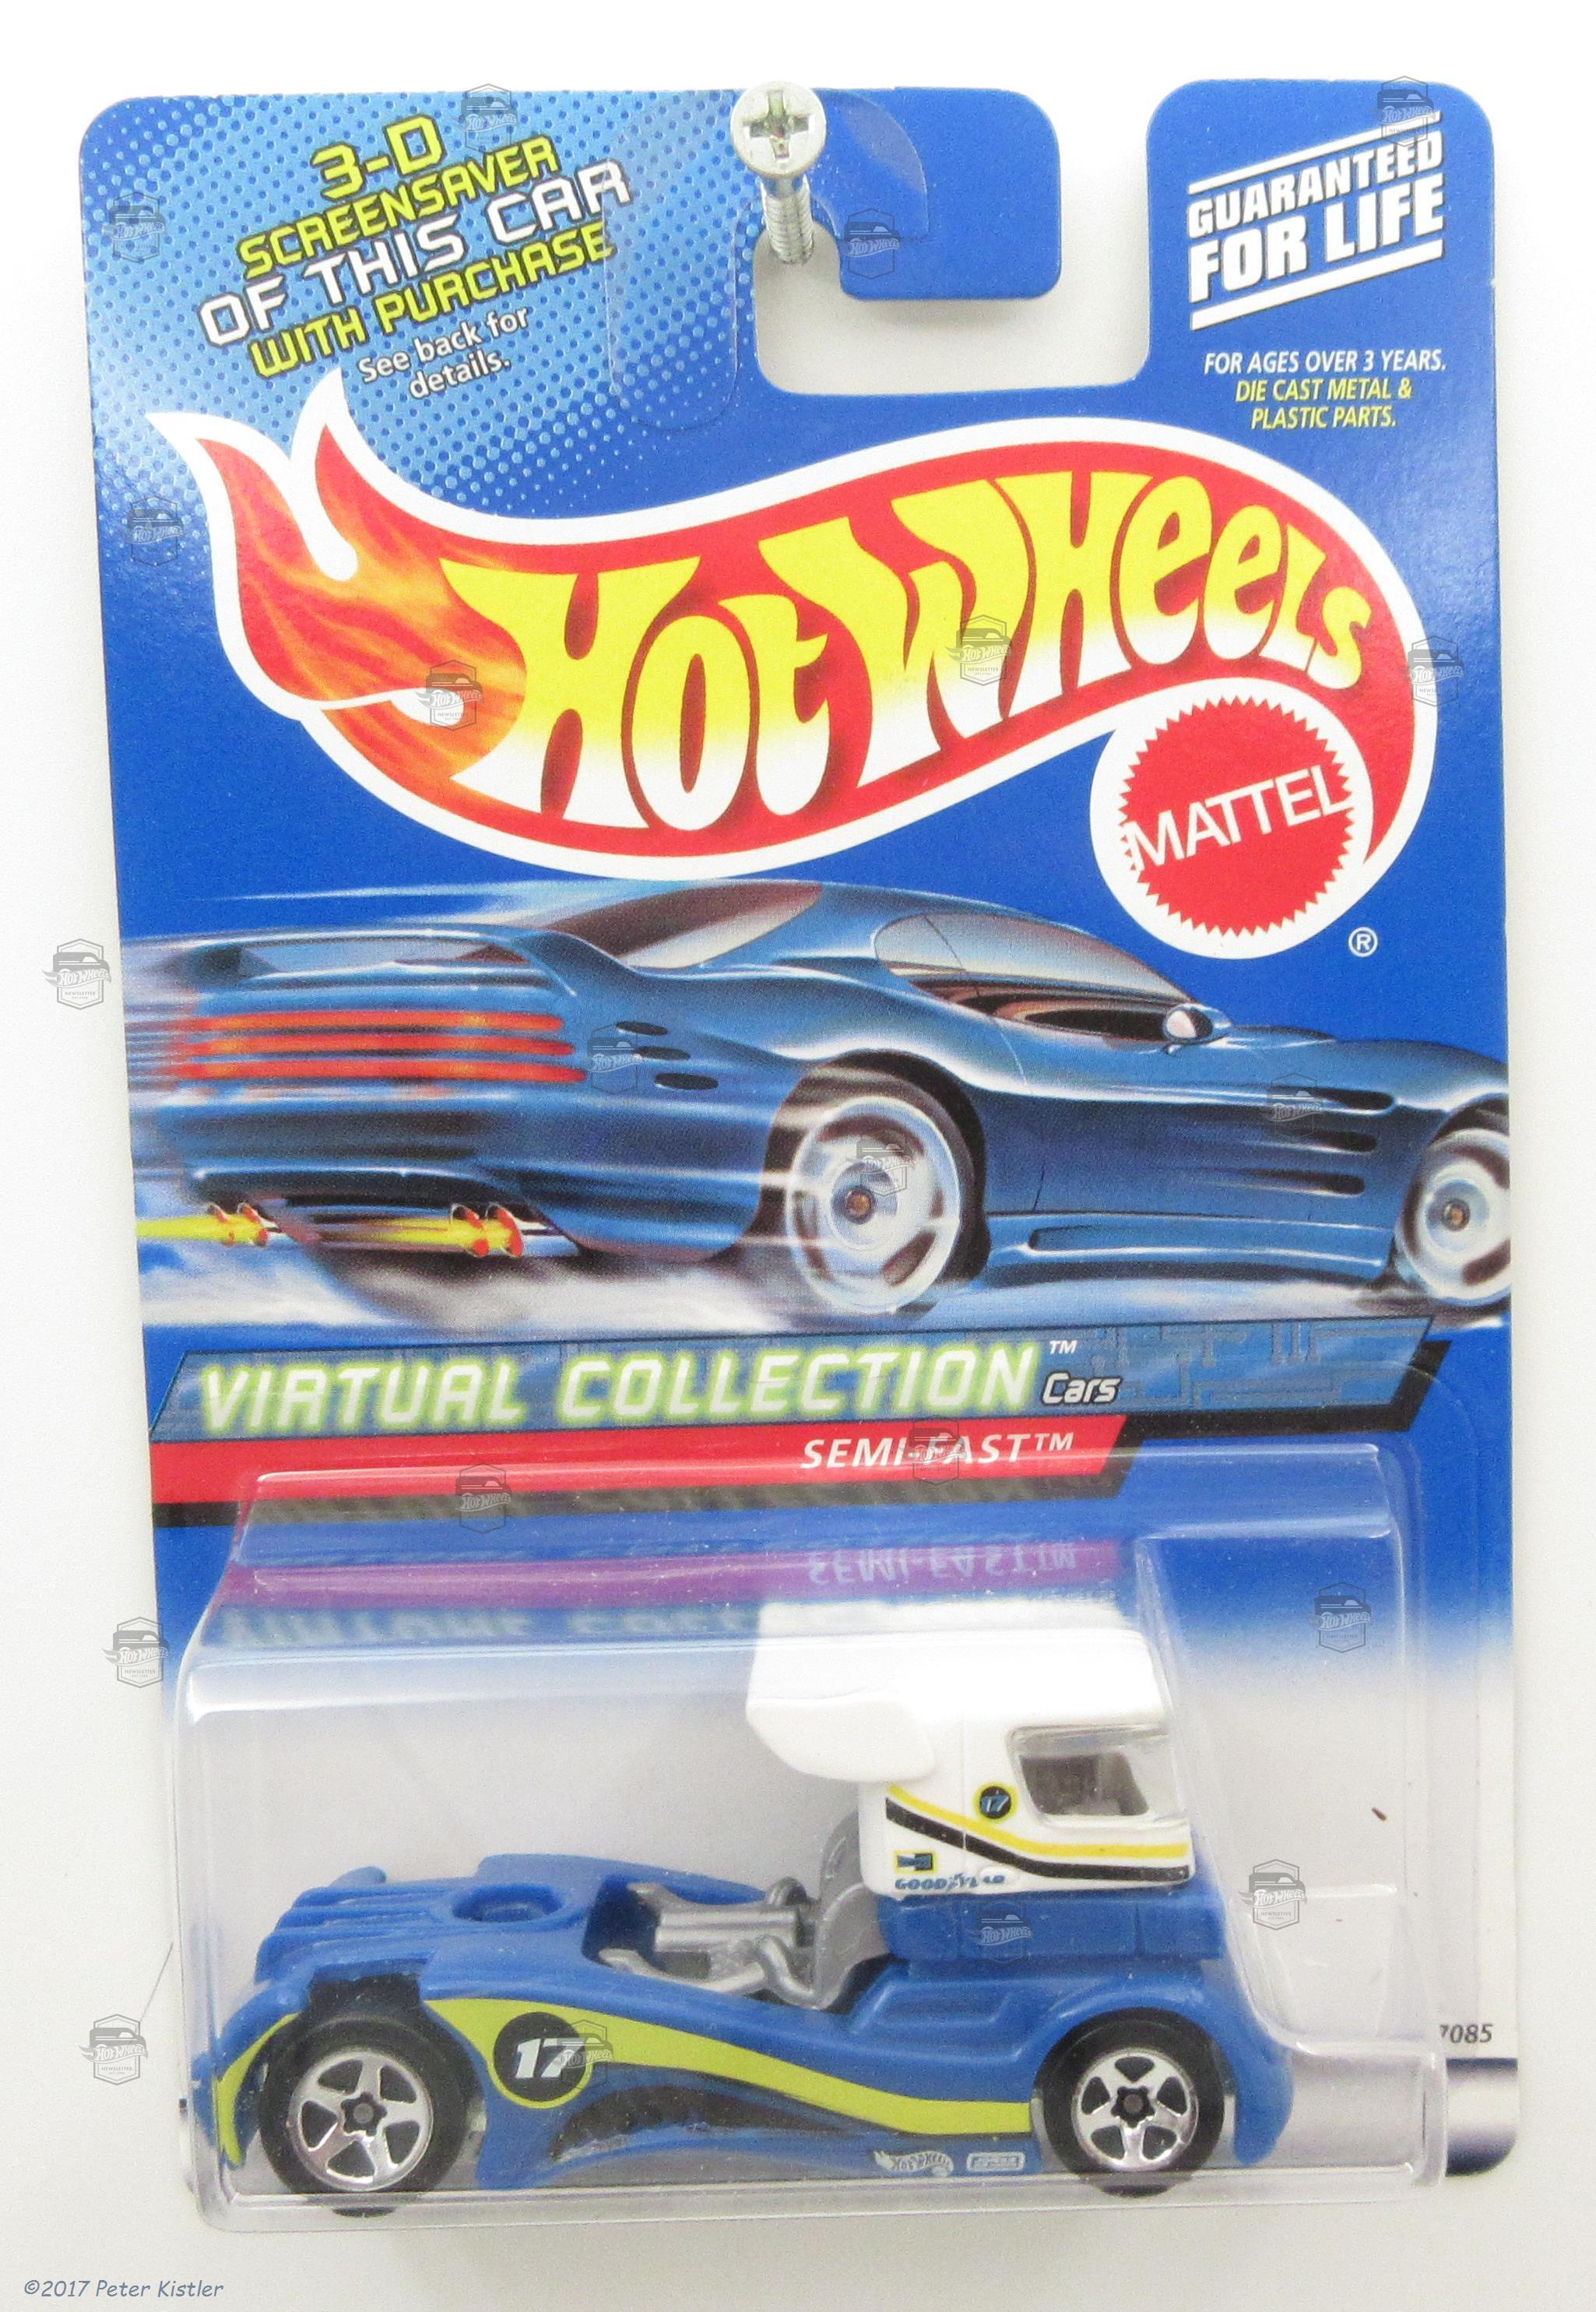 3-D
SCREENSAVER
OF THIS CAR
WITH PURCHASE
See back for
details.
GUARANTEED
FOR LIFE
FOR AGES OVER 3 YEARS.
DIE CAST METAL &
PLASTIC PARTS.
HOT WHEELS
MATTEL
®
VIRTUAL COLLECTION™
Cars
SEMI-FAST™
17
GOODYEAR
7085
17
HOT WHEELS
©2017 Peter Kistler